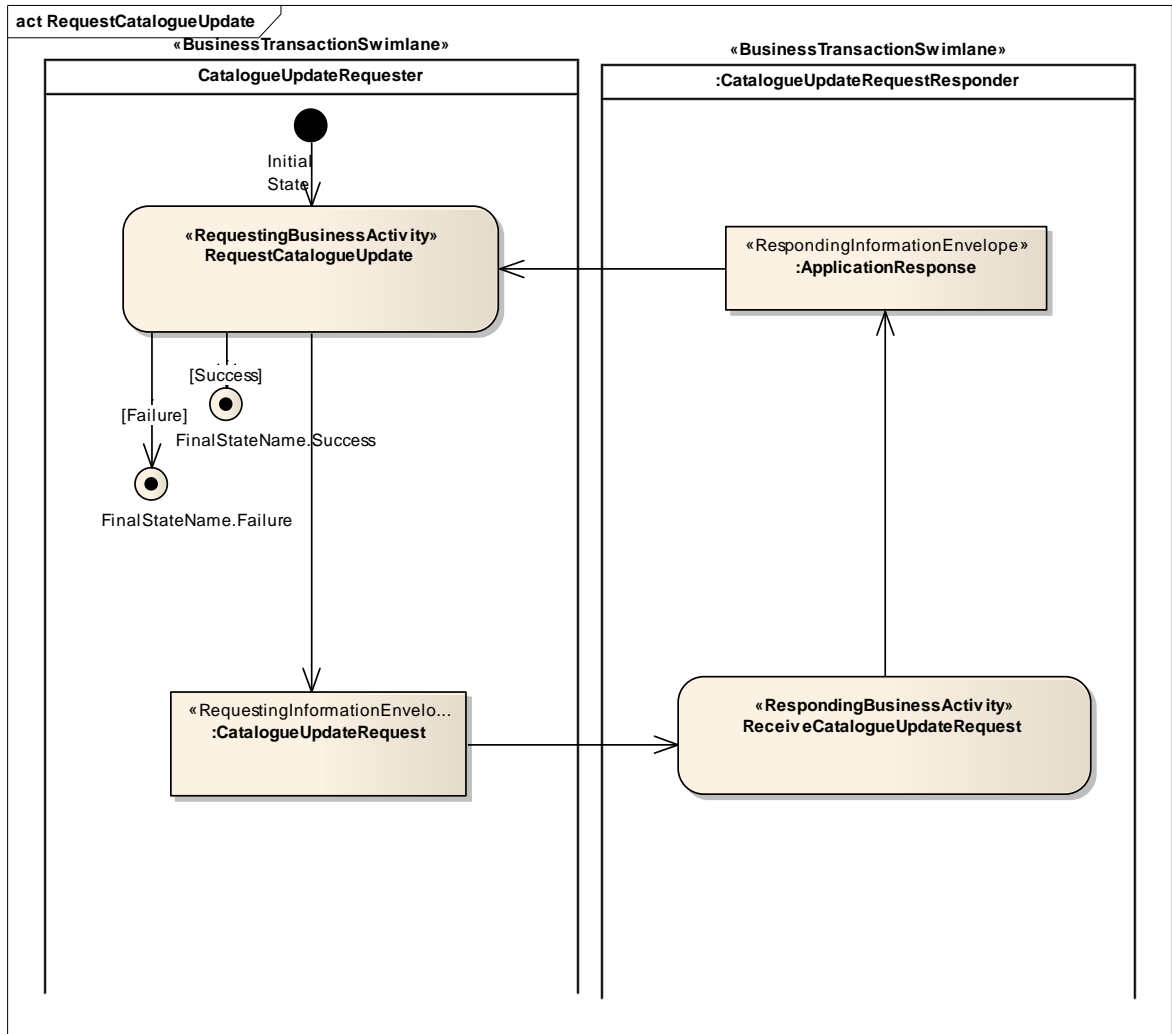 act RequestCatalogueUpdate
«BusinessTransactionSwimlane»
CatalogueUpdateRequester
«BusinessTransactionSwimlane»
:CatalogueUpdateRequestResponder
Initial
State
«RequestingBusinessActivity»
RequestCatalogueUpdate
«RespondingInformationEnvelope»
:ApplicationResponse
[Success]
[Failure]
FinalStateName.Success
FinalStateName.Failure
«RequestingInformationEnvelo...
:CatalogueUpdateRequest
«RespondingBusinessActivity»
ReceiveCatalogueUpdateRequest